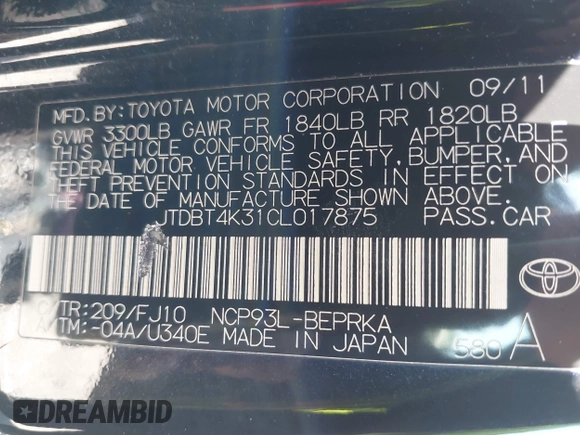 MFD. BY: TOYOTA MOTOR CORPORATION 09/11
GVWR 3300LB GAWR FR 1840LB RR 1820LB
THIS VEHICLE CONFORMS TO ALL APPLICABLE
FEDERAL MOTOR VEHICLE SAFETY, BUMPER, AND
THEFT PREVENTION STANDARDS IN EFFECT ON
THE DATE OF MANUFACTURE SHOWN ABOVE.
JTDBT4K31CL017875 PASS. CAR
C/TR:209/FJ10 NCP93L-BEPRKA
A/TM:-04A/U340E MADE IN JAPAN 580 A
TOYOTA
DREAMBID